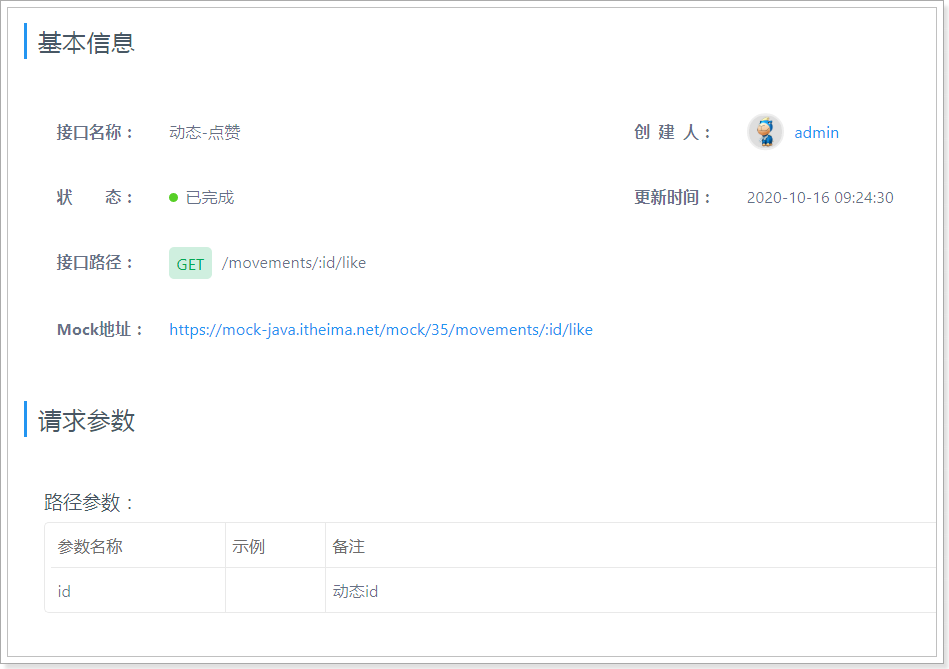 基本信息
接口名称： 动态-点赞 创 建 人： admin
状 态： 已完成 更新时间： 2020-10-16 09:24:30
接口路径： GET /movements/:id/like
Mock地址： https://mock-java.itheima.net/mock/35/movements/:id/like
请求参数
路径参数：
参数名称 示例 备注
id 动态id